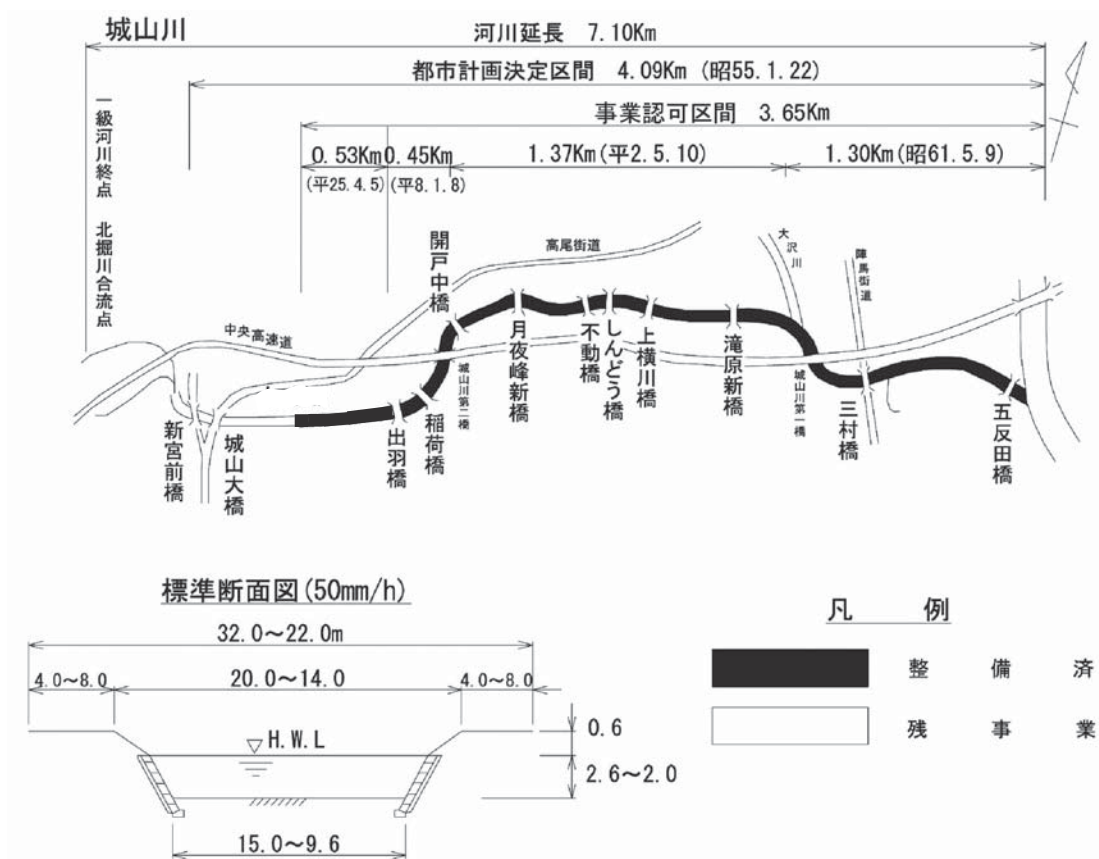 城山川
河川延長 7.10Km
都市計画決定区間 4.09Km (昭55.1.22)
事業認可区間 3.65Km
0.53Km
(平25.4.5)
0.45Km
(平8.1.8)
1.37Km(平2.5.10)
1.30Km(昭61.5.9)
一級河川終点 北掘川合流点
開戸中橋
高尾街道
大沢川
陣馬街道
中央高速道
新宮前橋
城山大橋
出羽橋
稲荷橋
城山川第二橋
月夜峰新橋
不動橋
しんどう橋
上横川橋
滝原新橋
城山川第一橋
三村橋
五反田橋
標準断面図(50mm/h)
32.0〜22.0m
4.0〜8.0
20.0〜14.0
4.0〜8.0
H.W.L
0.6
2.6〜2.0
15.0〜9.6
凡 例
整 備 済
残 事 業